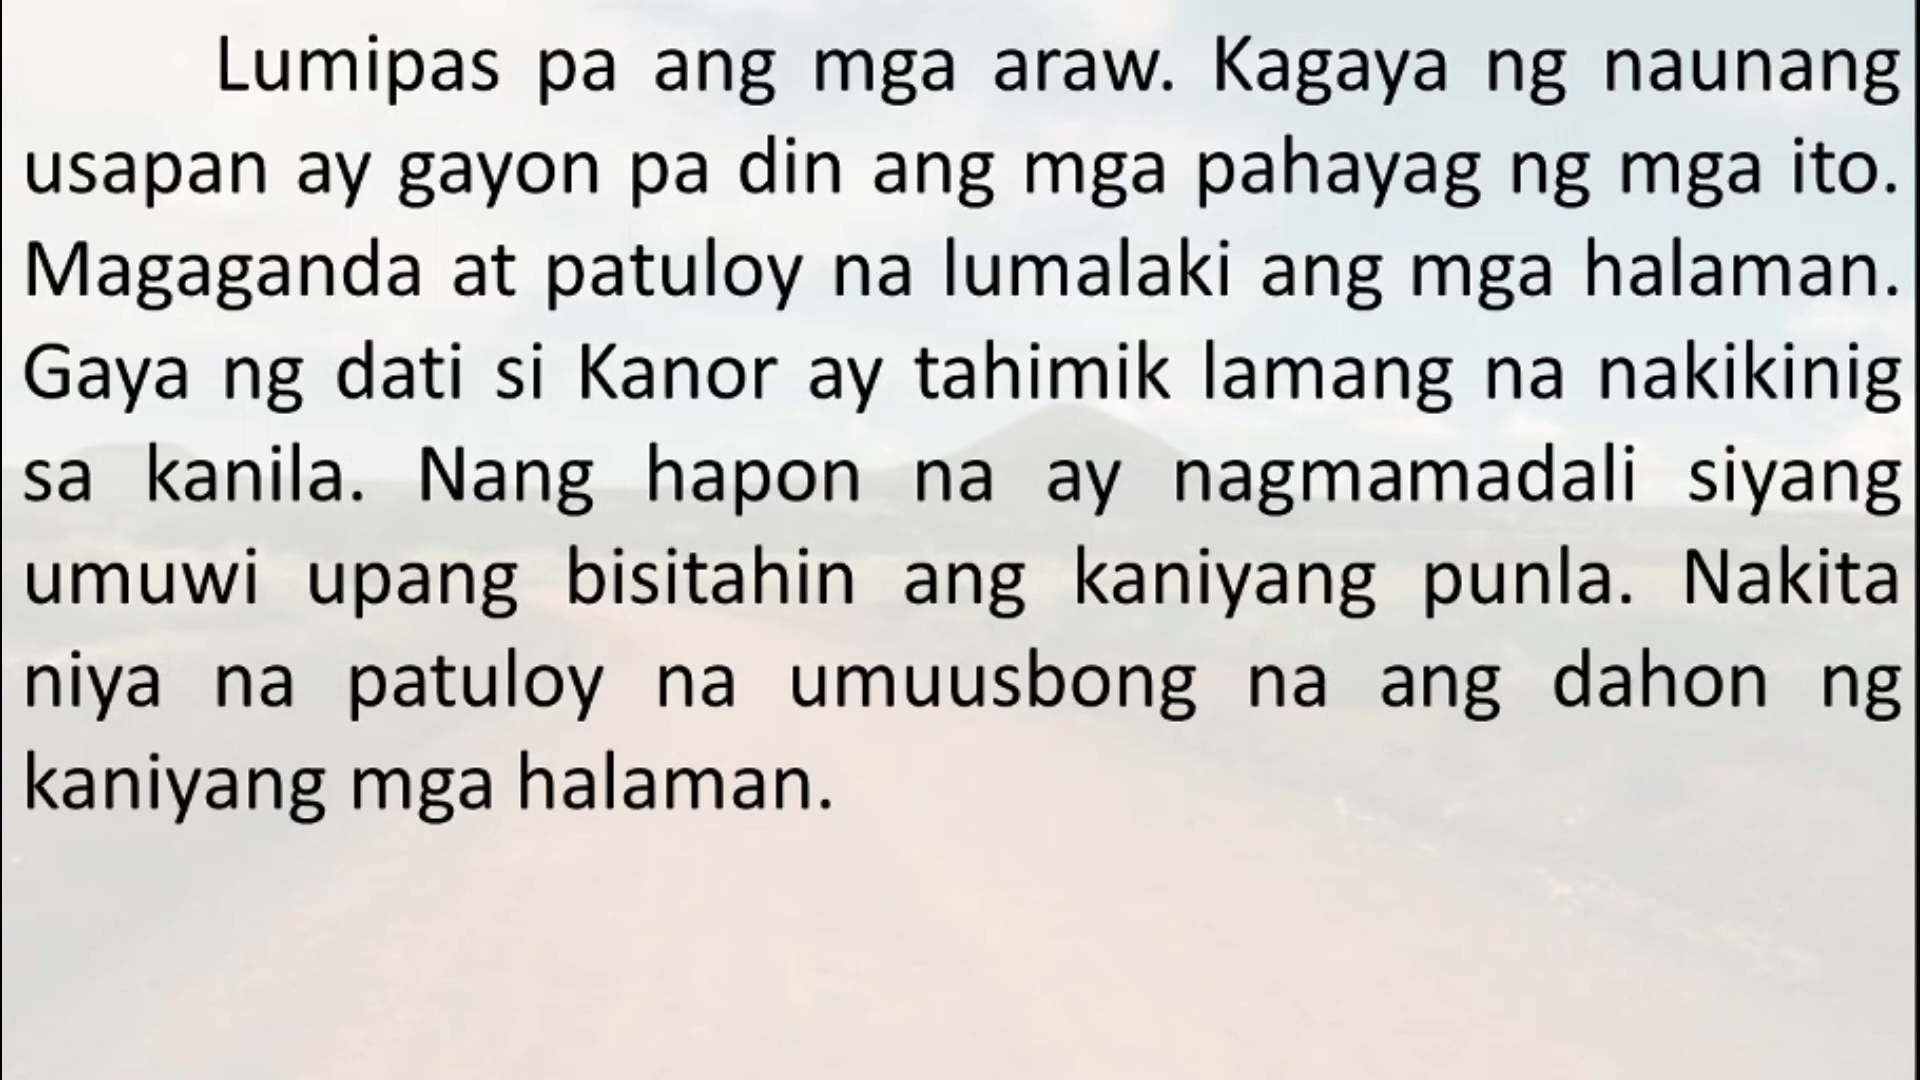 Lumipas pa ang mga araw. Kagaya ng naunang
usapan ay gayon pa din ang mga pahayag ng mga ito.
Magaganda at patuloy na lumalaki ang mga halaman.
Gaya ng dati si Kanor ay tahimik lamang na nakikinig
sa kanila. Nang hapon na ay nagmamadali siyang
umuwi upang bisitahin ang kaniyang punla. Nakita
niya na patuloy na umuusbong na ang dahon ng
kaniyang mga halaman.